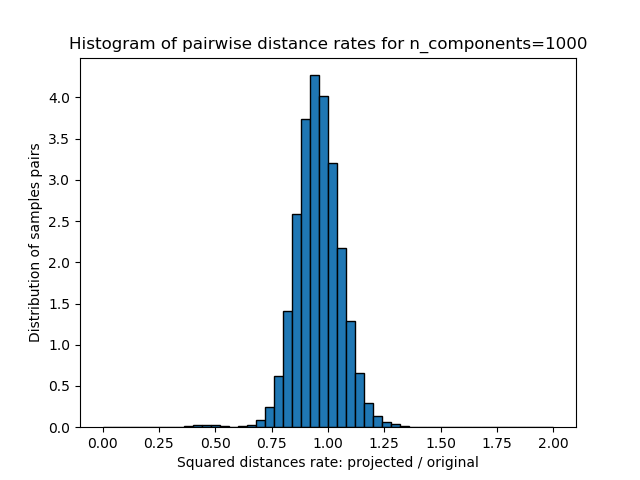 Histogram of pairwise distance rates for n_components=1000
Distribution of samples pairs
4.0
3.5
3.0
2.5
2.0
1.5
1.0
0.5
0.0
0.00 0.25 0.50 0.75 1.00 1.25 1.50 1.75 2.00
Squared distances rate: projected / original